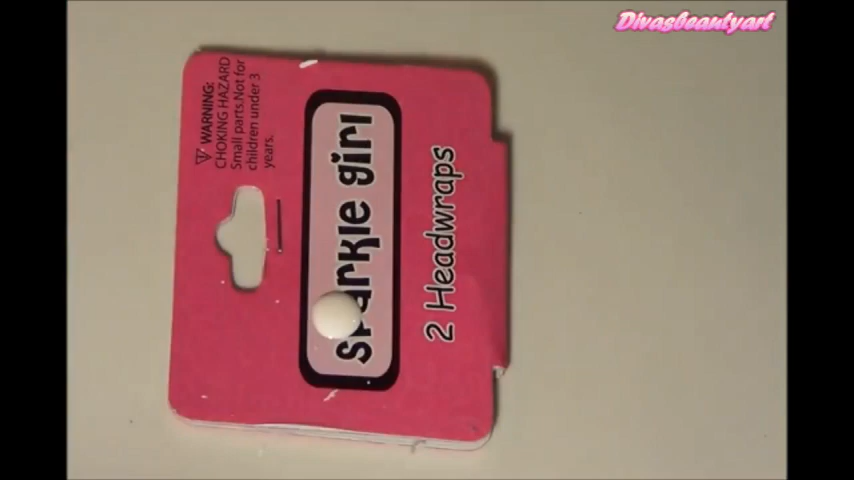 Divasbeautyart
WARNING:
CHOKING HAZARD
Small parts.Not for
children under 3
years.
sparkle girl
2 Headwraps